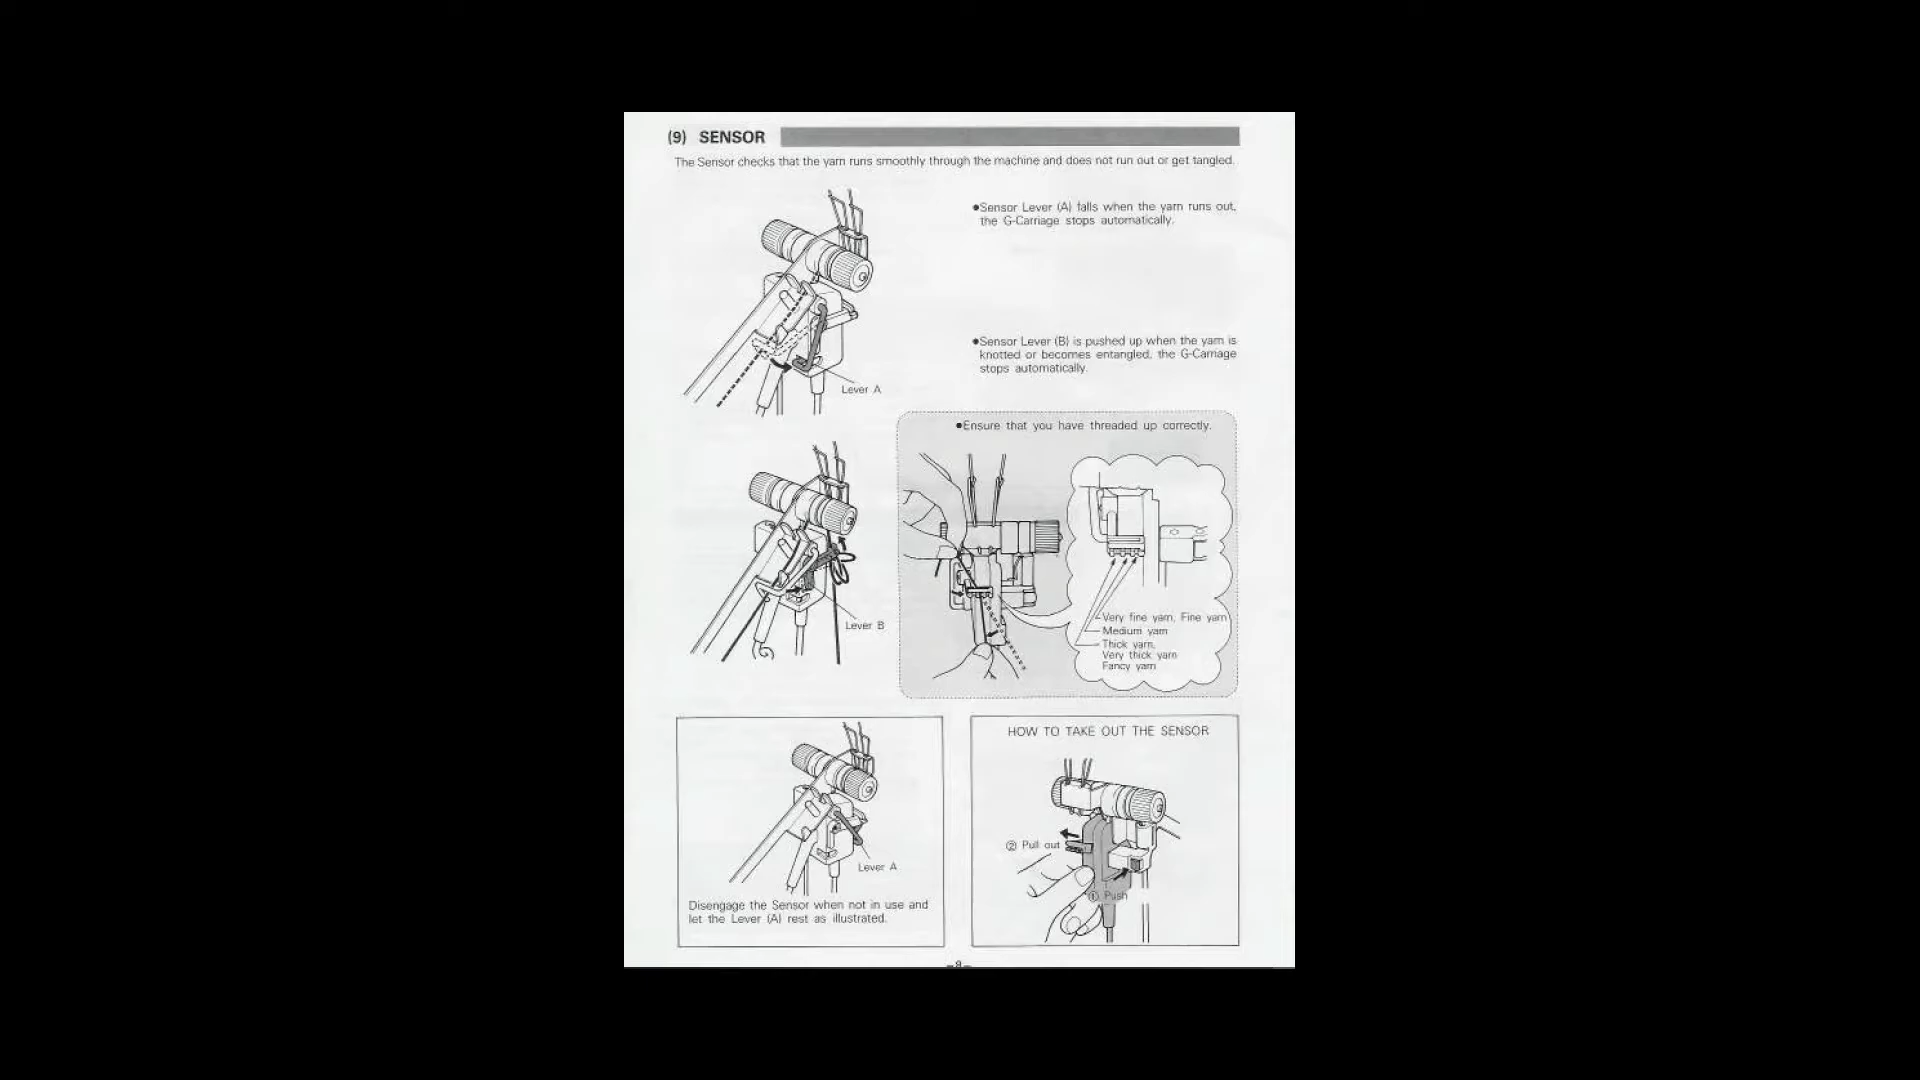 (9) SENSOR
The Sensor checks that the yarn runs smoothly through the machine and does not run out or get tangled.
●Sensor Lever (A) falls when the yarn runs out,
the G-Carriage stops automatically.
●Sensor Lever (B) is pushed up when the yarn is
knotted or becomes entangled, the G-Carriage
stops automatically.
Lever A
●Ensure that you have threaded up correctly.
Lever B
Very fine yarn, Fine yarn
Medium yarn
Thick yarn,
Very thick yarn
Fancy yarn
Lever A
Disengage the Sensor when not in use and
let the Lever (A) rest as illustrated.
HOW TO TAKE OUT THE SENSOR
② Pull out
① Push
–9–